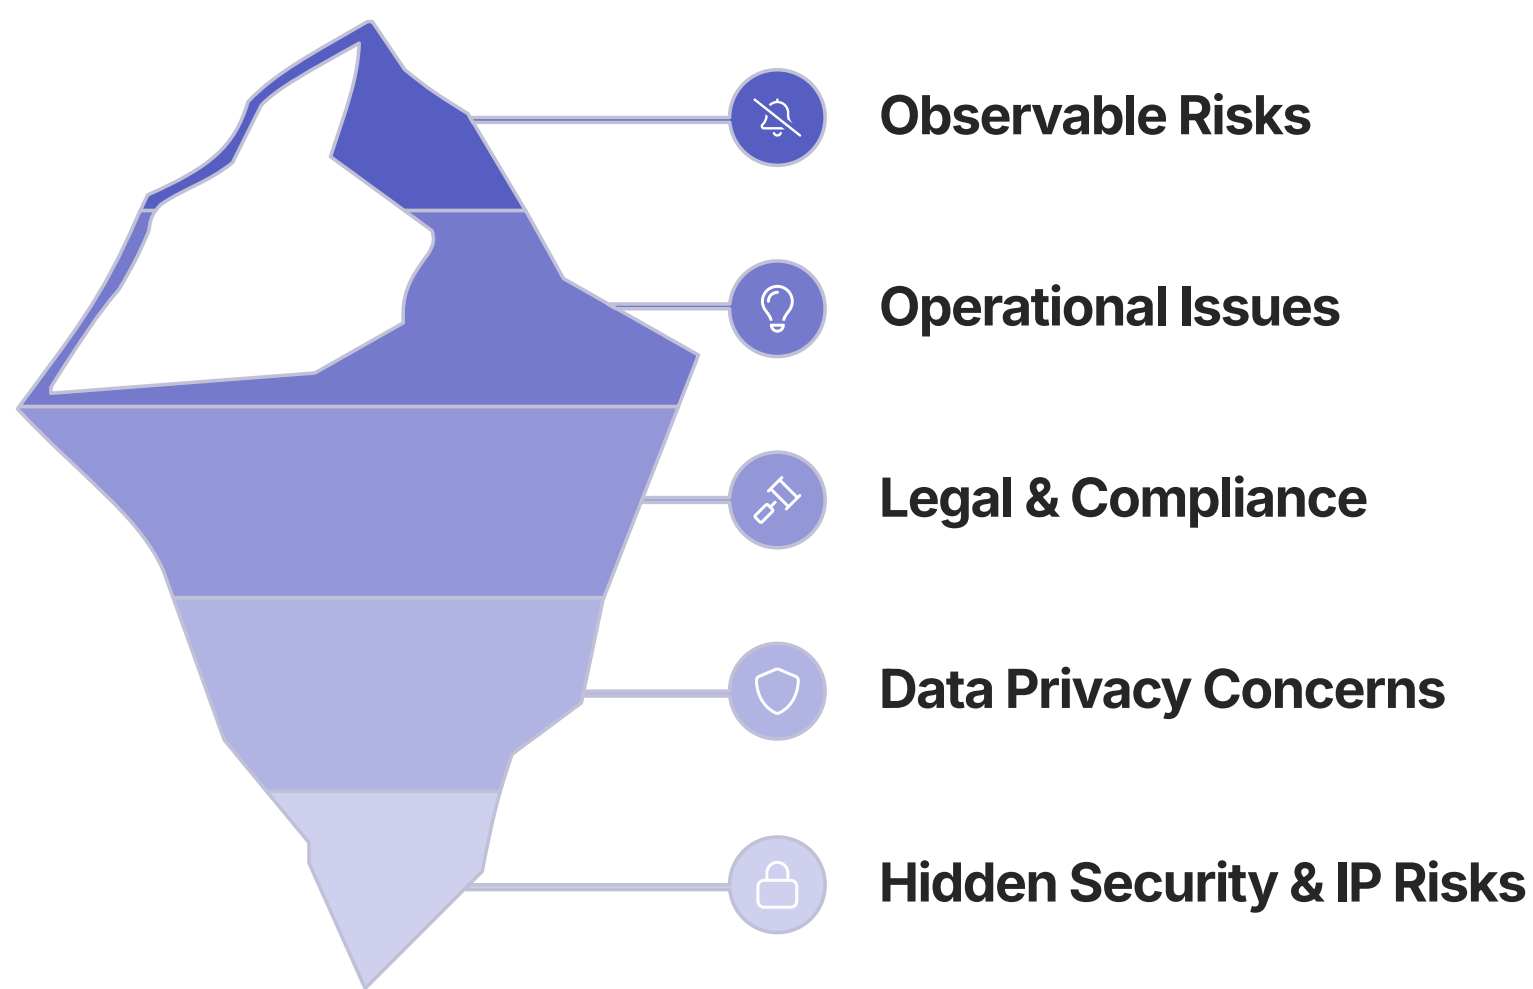 Observable Risks
Operational Issues
Legal & Compliance
Data Privacy Concerns
Hidden Security & IP Risks